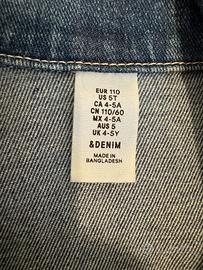 EUR 110
US 5T
CA 4-5A
CN 110/60
MX 4-5A
AUS 5
UK 4-5Y
&DENIM
MADE IN
BANGLADESH